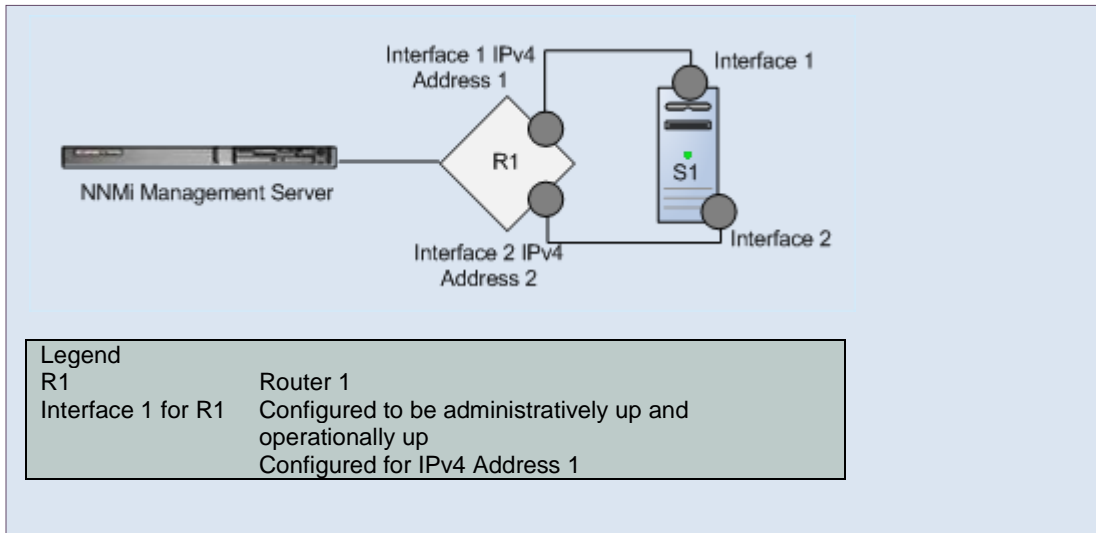 Interface 1 IPv4
Address 1
Interface 1
R1
S1
NNMi Management Server
Interface 2
Interface 2 IPv4
Address 2
Legend
R1 Router 1
Interface 1 for R1 Configured to be administratively up and
operationally up
Configured for IPv4 Address 1